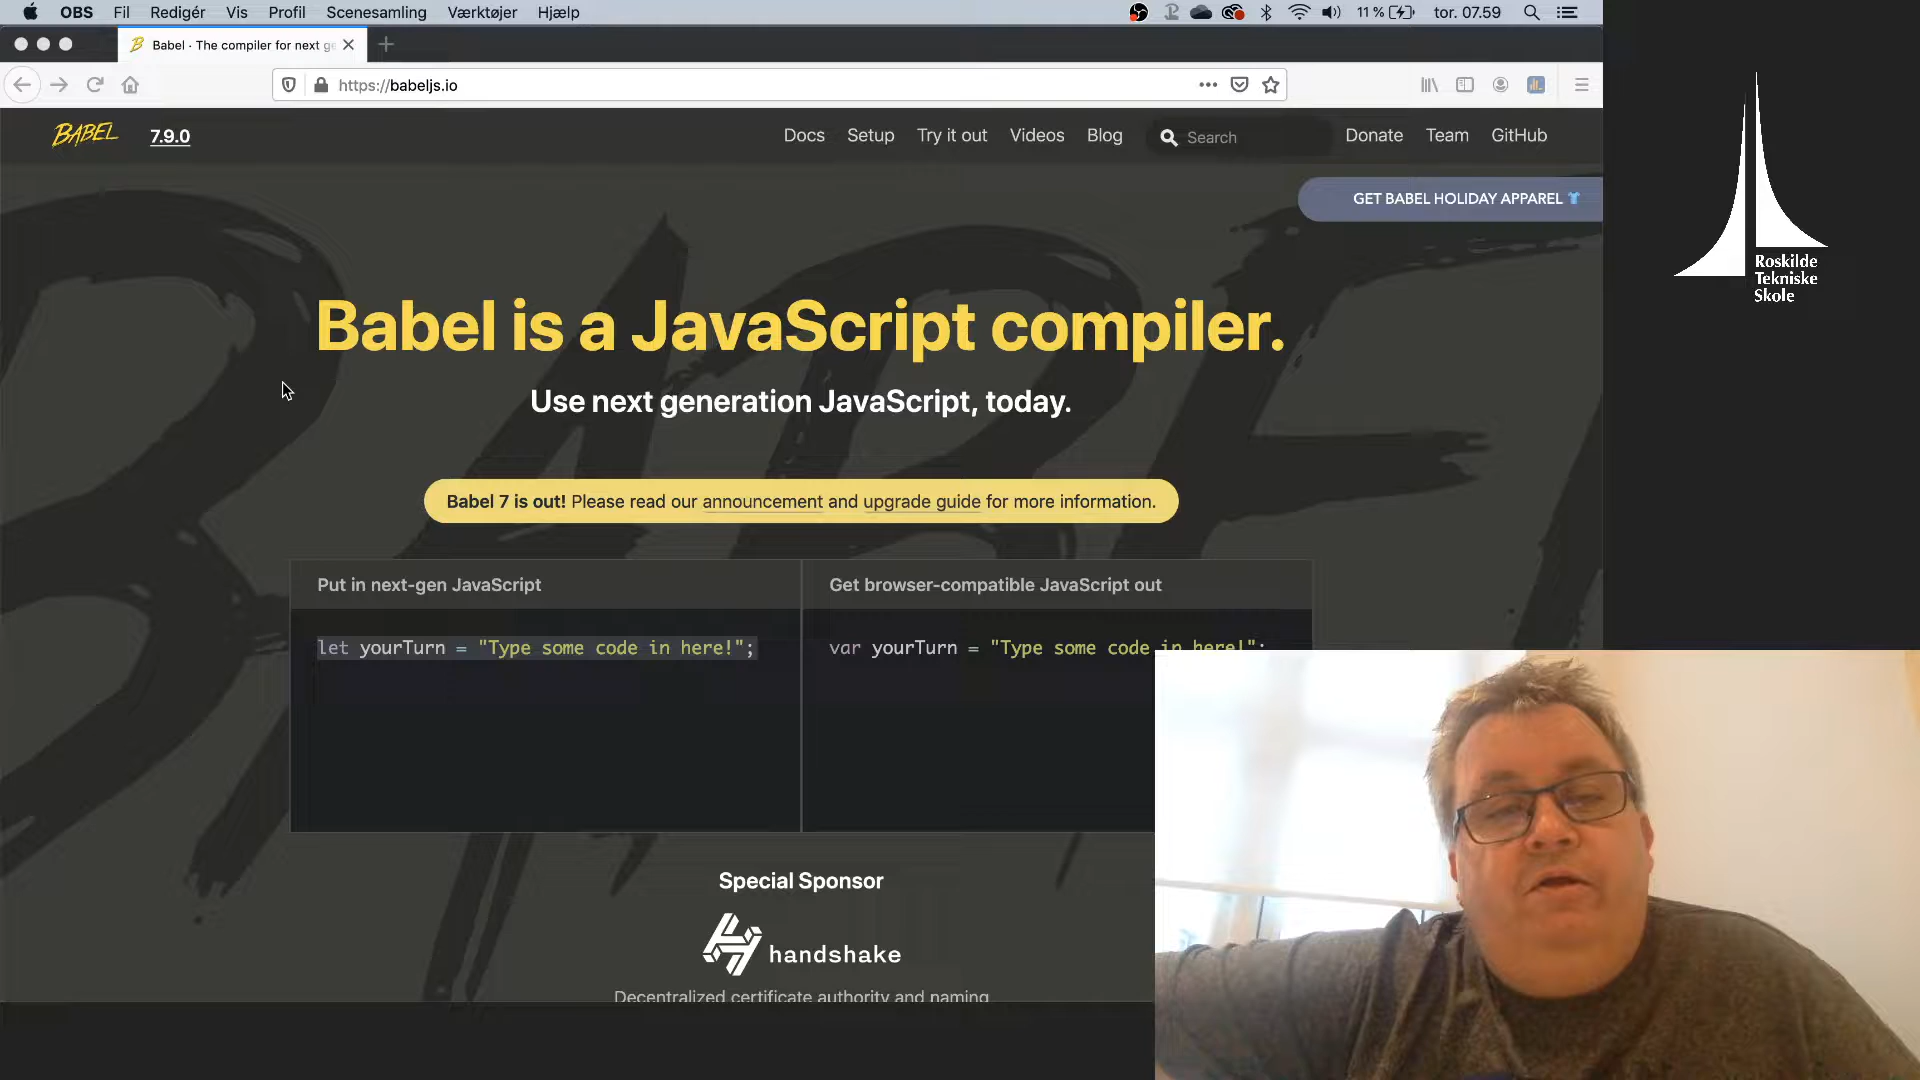 OBS Fil Redigér Vis Profil Scenesamling Værktøjer Hjælp 11 % tor. 07.59
Babel · The compiler for next ge
https://babeljs.io
BABEL 7.9.0 Docs Setup Try it out Videos Blog Search Donate Team GitHub
GET BABEL HOLIDAY APPAREL
Roskilde
Tekniske
Skole
Babel is a JavaScript compiler.
Use next generation JavaScript, today.
Babel 7 is out! Please read our announcement and upgrade guide for more information.
Put in next-gen JavaScript
let yourTurn = "Type some code in here!";
Get browser-compatible JavaScript out
var yourTurn = "Type some code in here!";
Special Sponsor
handshake
Decentralized certificate authority and naming